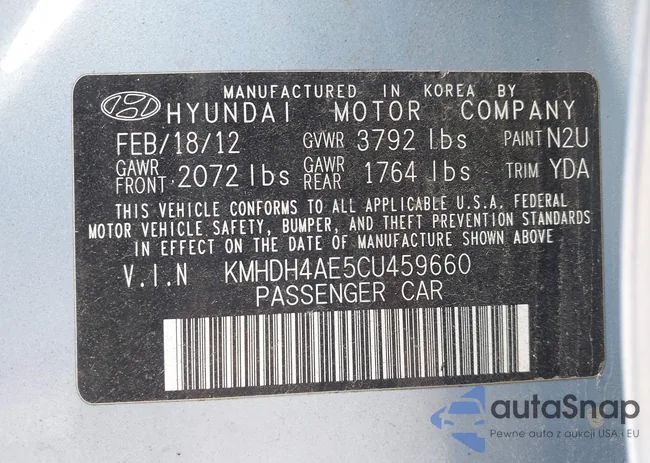 MANUFACTURED IN KOREA BY
HYUNDAI MOTOR COMPANY
FEB/18/12 GVWR 3792 lbs PAINT N2U
GAWR FRONT 2072 lbs GAWR REAR 1764 lbs TRIM YDA
THIS VEHICLE CONFORMS TO ALL APPLICABLE U.S.A. FEDERAL
MOTOR VEHICLE SAFETY, BUMPER, AND THEFT PREVENTION STANDARDS
IN EFFECT ON THE DATE OF MANUFACTURE SHOWN ABOVE
V.I.N KMHDH4AE5CU459660
PASSENGER CAR
autaSnap
Pewne auta z aukcji USA i EU